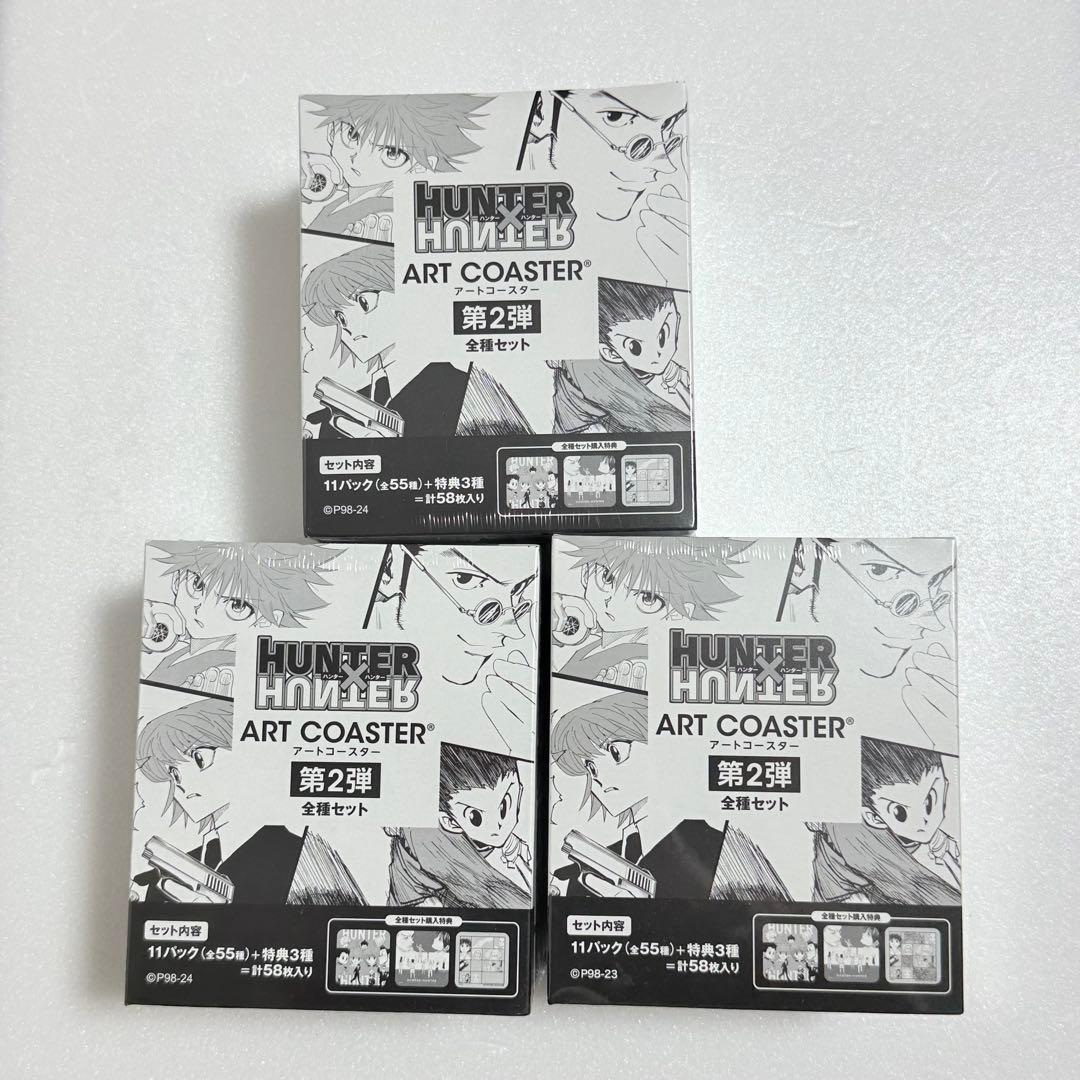 HUNTER
ハンター×ハンター
HUNTER
ART COASTER®
アートコースター
第2弾
全種セット
全種セット購入特典
セット内容
11パック(全55種)+特典3種
=計58枚入り
©P98-24
HUNTER
HUNTER
HUNTER
ハンター×ハンター
HUNTER
ART COASTER®
アートコースター
第2弾
全種セット
全種セット購入特典
セット内容
11パック(全55種)+特典3種
=計58枚入り
©P98-24
HUNTER
HUNTER
HUNTER×HUNTER
HUNTER
ハンター×ハンター
HUNTER
ART COASTER®
アートコースター
第2弾
全種セット
全種セット購入特典
セット内容
11パック(全55種)+特典3種
=計58枚入り
©P98-23
HUNTER
HUNTER